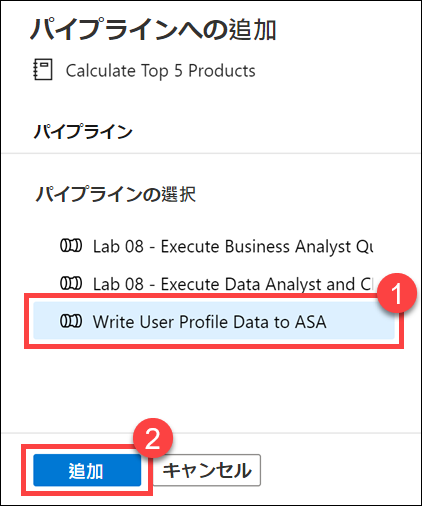 パイプラインへの追加
Calculate Top 5 Products
パイプライン
パイプラインの選択
Lab 08 - Execute Business Analyst Qu
Lab 08 - Execute Data Analyst and C
1
Write User Profile Data to ASA
2
追加
キャンセル